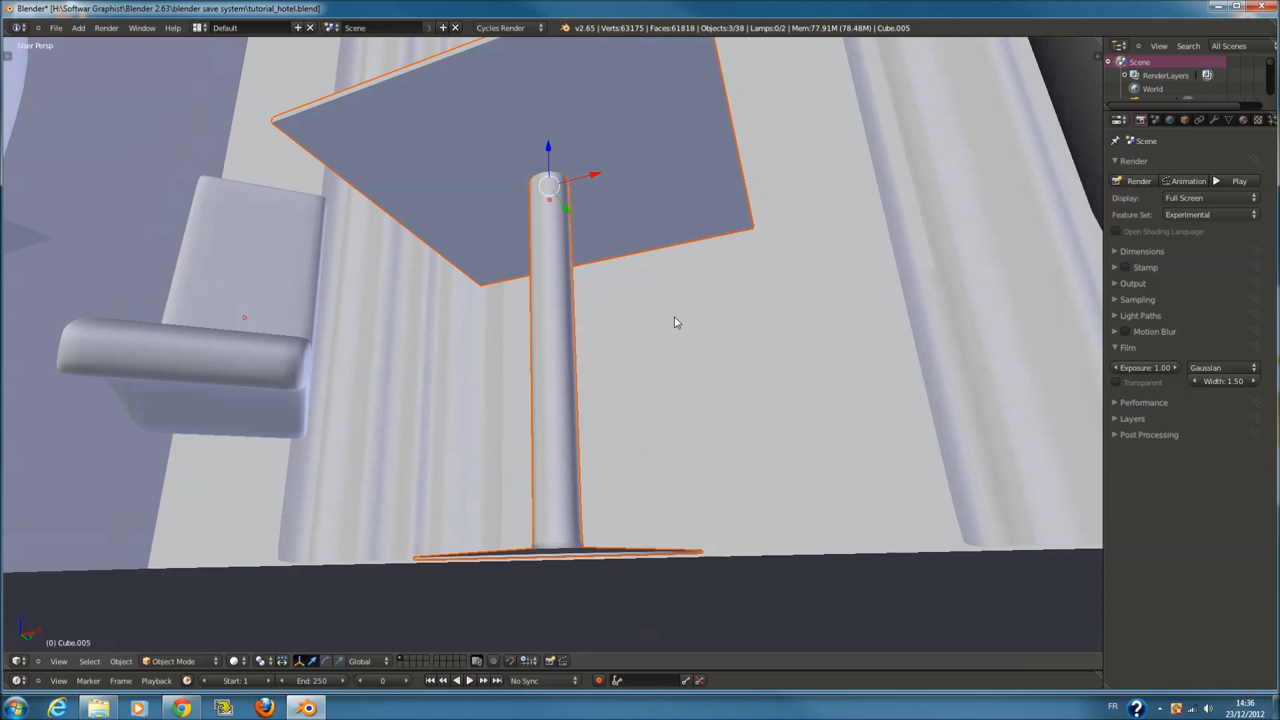 Blender* [H:\Softwar Graphist\Blender 2.63\blender save system\tutorial_hotel.blend]
File Add Render Window Help Default Scene 3 Cycles Render v2.65 | Verts:63175 | Faces:61818 | Objects:3/38 | Lamps:0/2 | Mem:77.91M (78.48M) | Cube.005
View Search All Scenes
User Persp
Scene
RenderLayers
World
Scene
Render
Render Animation Play
Display: Full Screen
Feature Set: Experimental
Open Shading Language
Dimensions
Stamp
Output
Sampling
Light Paths
Motion Blur
Film
Exposure: 1.00 Gaussian
Transparent Width: 1.50
Performance
Layers
Post Processing
(0) Cube.005
View Select Object Object Mode Global
View Marker Frame Playback Start: 1 End: 250 0 No Sync
FR 14:36
23/12/2012